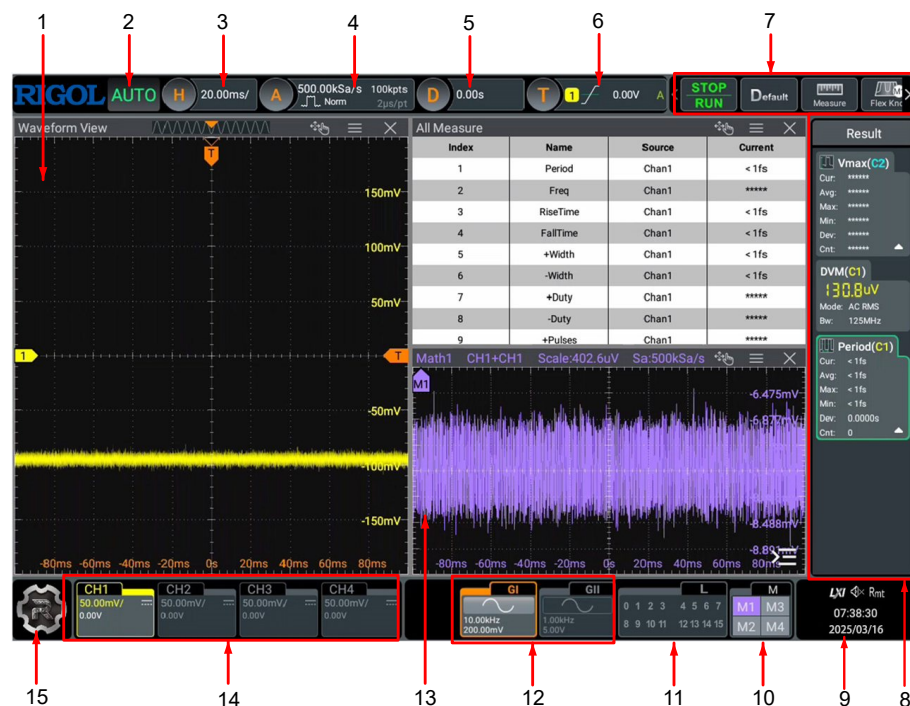 1 2 3 4 5 6 7
RIGOL AUTO H 20.00ms/ A 500.00kSa/s 100kpts Norm 2μs/pt D 0.00s T 1 0.00V A STOP RUN Default Measure Flex Kno
Waveform View
T
150mV
100mV
50mV
1 T
-50mV
-100mV
-150mV
-80ms -60ms -40ms -20ms 0s 20ms 40ms 60ms 80ms
All Measure
Index Name Source Current
1 Period Chan1 < 1fs
2 Freq Chan1 *****
3 RiseTime Chan1 < 1fs
4 FallTime Chan1 < 1fs
5 +Width Chan1 < 1fs
6 -Width Chan1 < 1fs
7 +Duty Chan1 *****
8 -Duty Chan1 *****
9 +Pulses Chan1 *****
Math1 CH1+CH1 Scale:402.6uV Sa:500kSa/s
M1
-6.475mV
-6.877mV
-8.488mV
-80ms -60ms -40ms -20ms 0s 20ms 40ms 60ms
Result
Vmax(C2)
Cur: ******
Avg: ******
Max: ******
Min: ******
Dev: ******
Cnt: ******
DVM(C1)
130.8uV
Mode: AC RMS
Bw: 125MHz
Period(C1)
Cur: < 1fs
Avg: < 1fs
Max: < 1fs
Min: < 1fs
Dev: 0.0000s
Cnt: 0
CH1 CH2 CH3 CH4
50.00mV/ 50.00mV/ 50.00mV/ 50.00mV/
0.00V 0.00V 0.00V 0.00V
GI GII
10.00kHz 1.00kHz
200.00mV 5.00V
L
0 1 2 3 4 5 6 7
8 9 10 11 12 13 14 15
M
M1 M3
M2 M4
LXI Rmt
07:38:30
2025/03/16
15 14 13 12 11 10 9 8